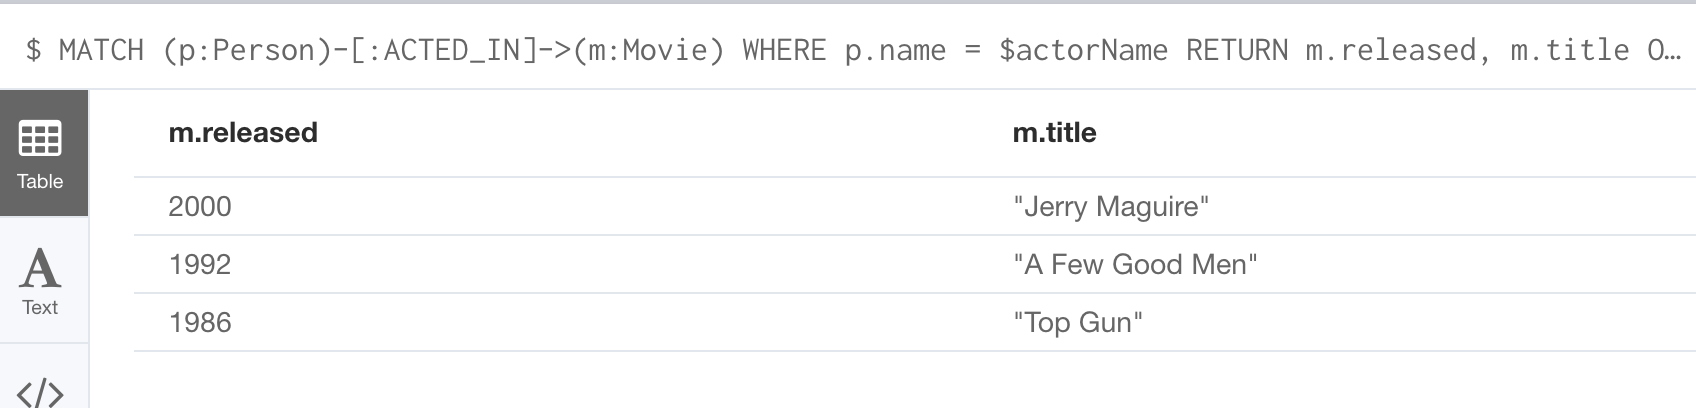 $ MATCH (p:Person)-[:ACTED_IN]->(m:Movie) WHERE p.name = $actorName RETURN m.released, m.title O…
m.released m.title
Table
2000 "Jerry Maguire"
1992 "A Few Good Men"
A
Text
1986 "Top Gun"
</>